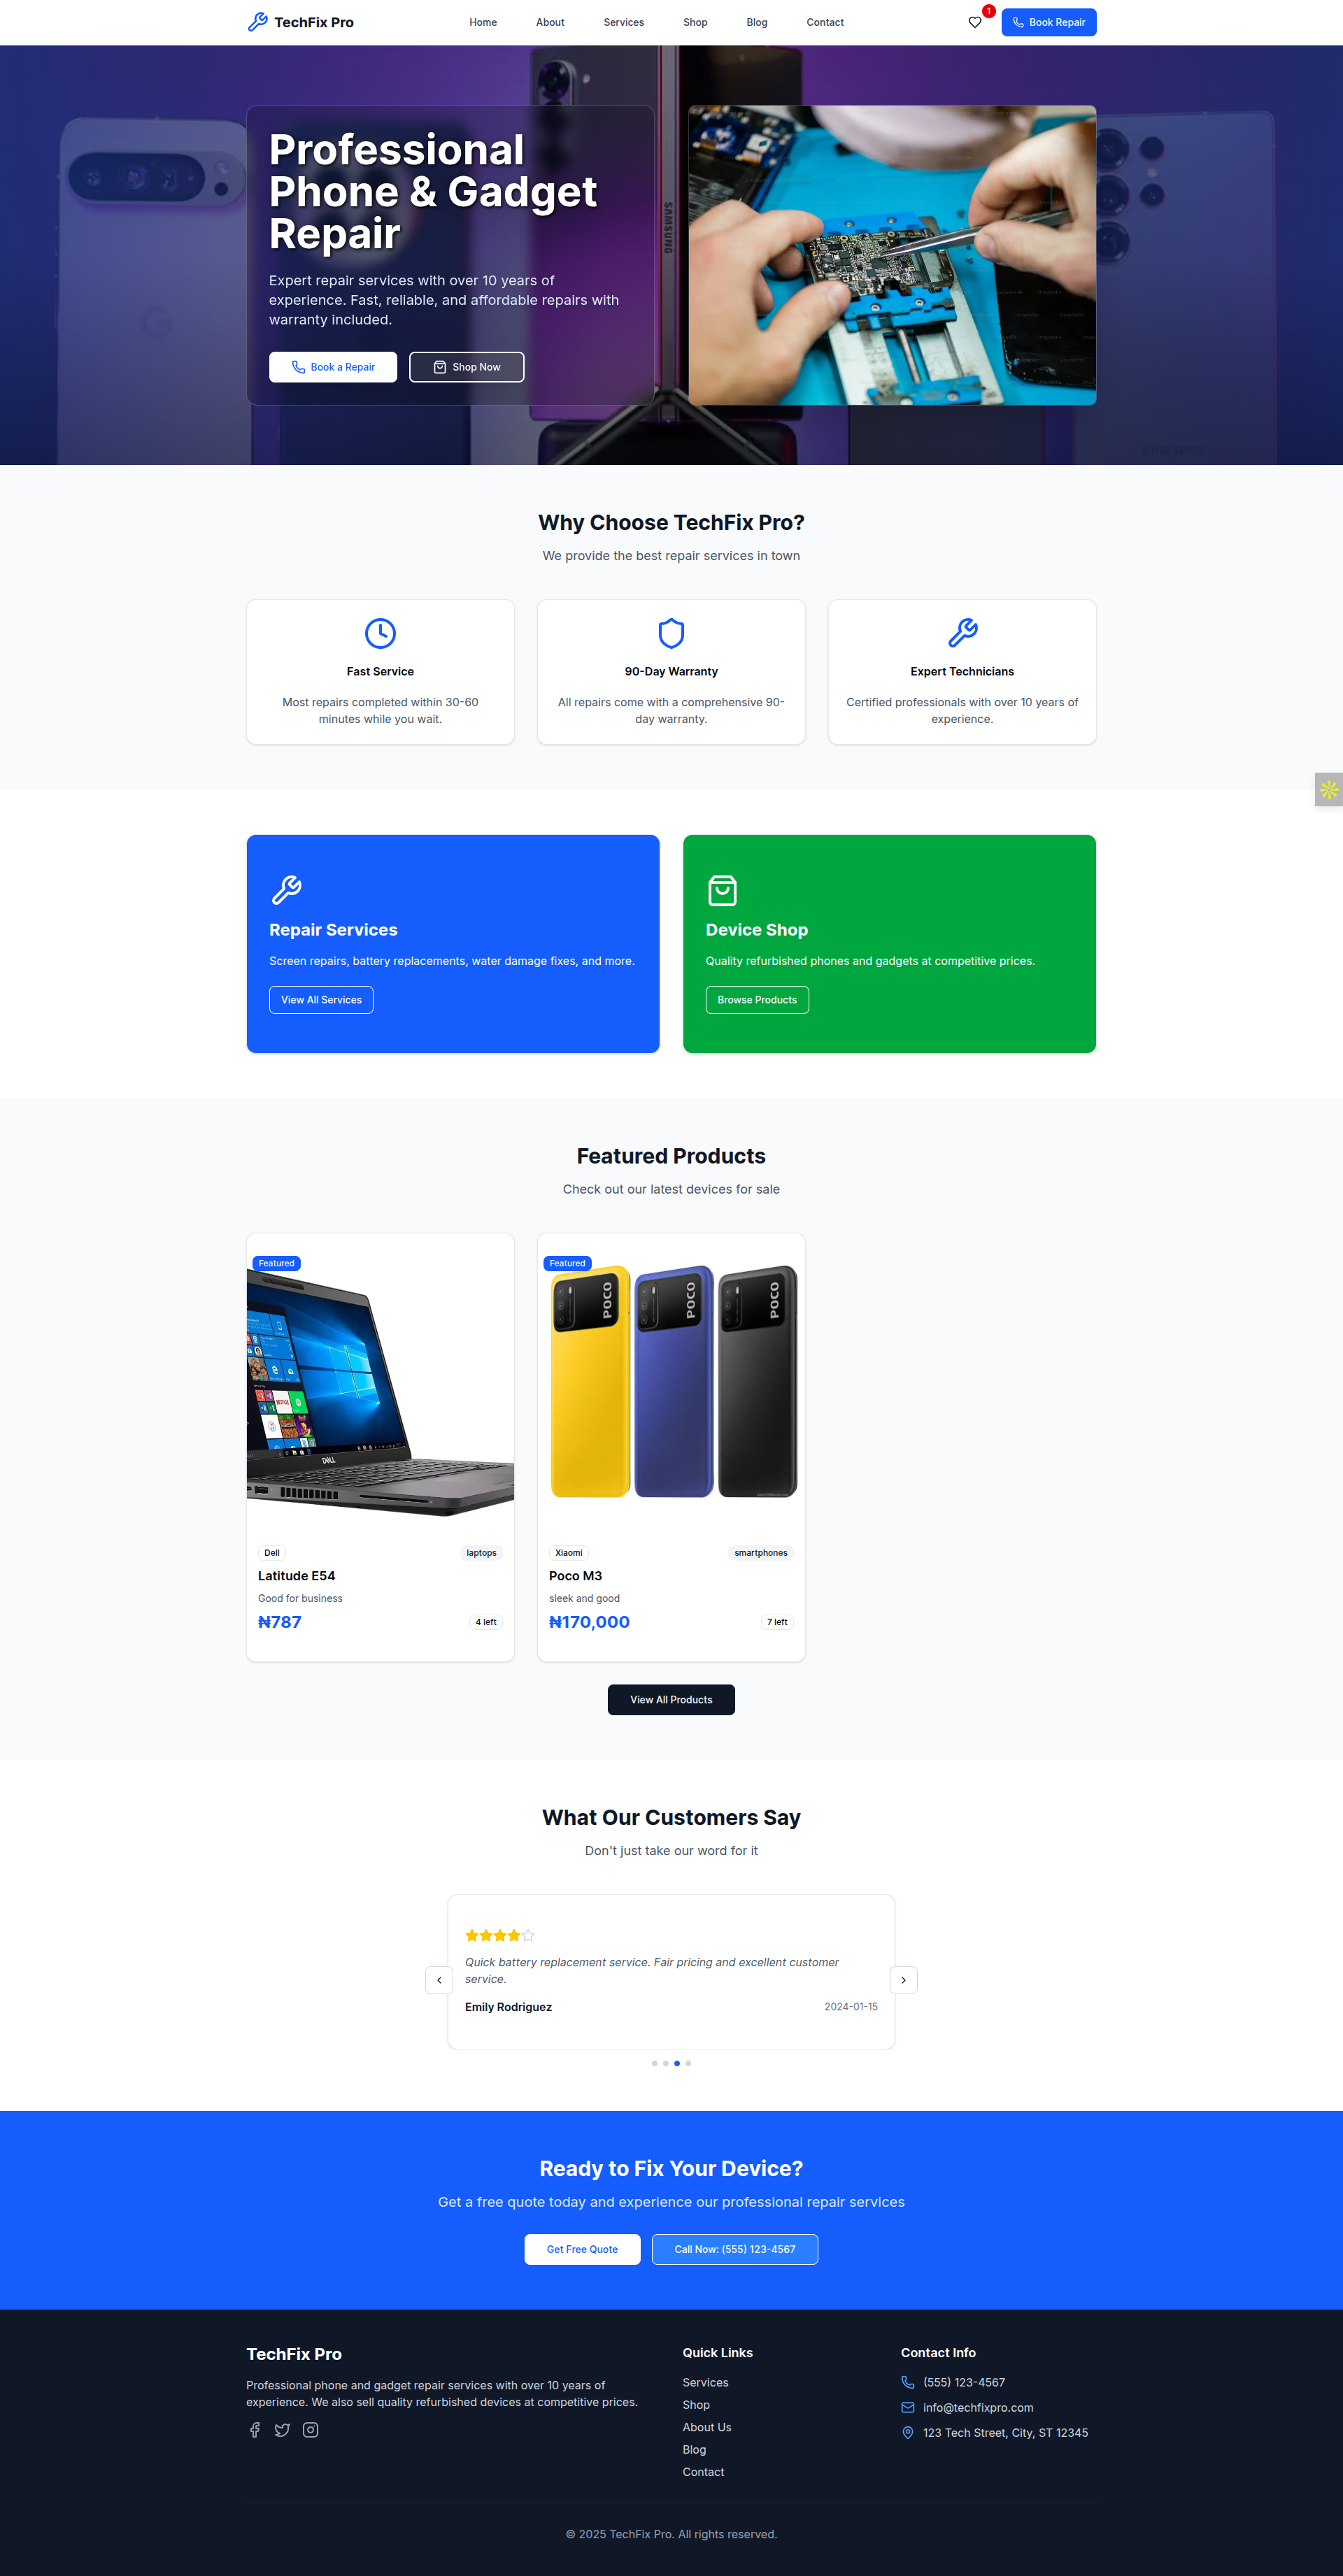 TechFix Pro
Home
About
Services
Shop
Blog
Contact
1
Book Repair
Professional
Phone & Gadget
Repair
Expert repair services with over 10 years of
experience. Fast, reliable, and affordable repairs with
warranty included.
Book a Repair
Shop Now
SAMSUNG
G
SAMSUNG
Why Choose TechFix Pro?
We provide the best repair services in town
Fast Service
Most repairs completed within 30-60
minutes while you wait.
90-Day Warranty
All repairs come with a comprehensive 90-
day warranty.
Expert Technicians
Certified professionals with over 10 years of
experience.
Repair Services
Screen repairs, battery replacements, water damage fixes, and more.
View All Services
Device Shop
Quality refurbished phones and gadgets at competitive prices.
Browse Products
Featured Products
Check out our latest devices for sale
Featured
DELL
Dell
laptops
Latitude E54
Good for business
₦787
4 left
Featured
POCO
POCO
POCO
Xiaomi
smartphones
Poco M3
sleek and good
₦170,000
7 left
View All Products
What Our Customers Say
Don't just take our word for it
Quick battery replacement service. Fair pricing and excellent customer
service.
Emily Rodriguez
2024-01-15
Ready to Fix Your Device?
Get a free quote today and experience our professional repair services
Get Free Quote
Call Now: (555) 123-4567
TechFix Pro
Professional phone and gadget repair services with over 10 years of
experience. We also sell quality refurbished devices at competitive prices.
Quick Links
Services
Shop
About Us
Blog
Contact
Contact Info
(555) 123-4567
info@techfixpro.com
123 Tech Street, City, ST 12345
© 2025 TechFix Pro. All rights reserved.